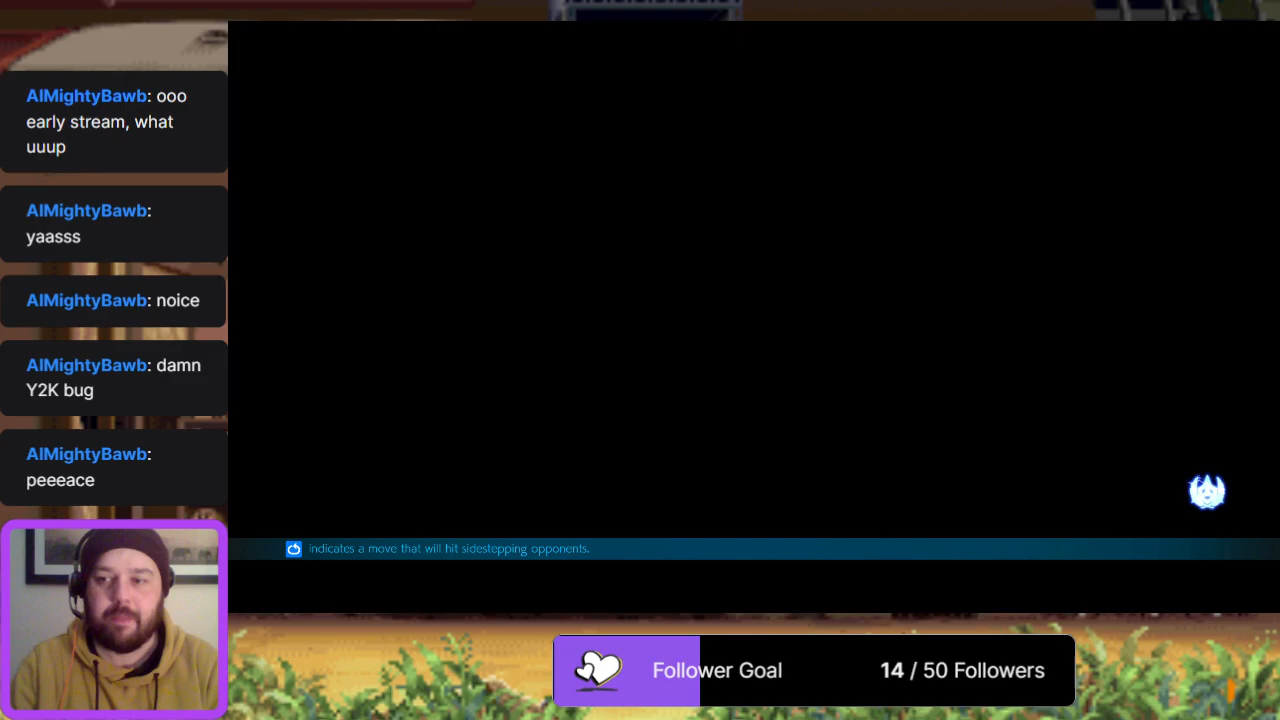 AlMightyBawb: ooo
early stream, what
uuup
AlMightyBawb:
yaasss
AlMightyBawb: noice
AlMightyBawb: damn
Y2K bug
AlMightyBawb:
peeeace
indicates a move that will hit sidestepping opponents.
Follower Goal 14 / 50 Followers